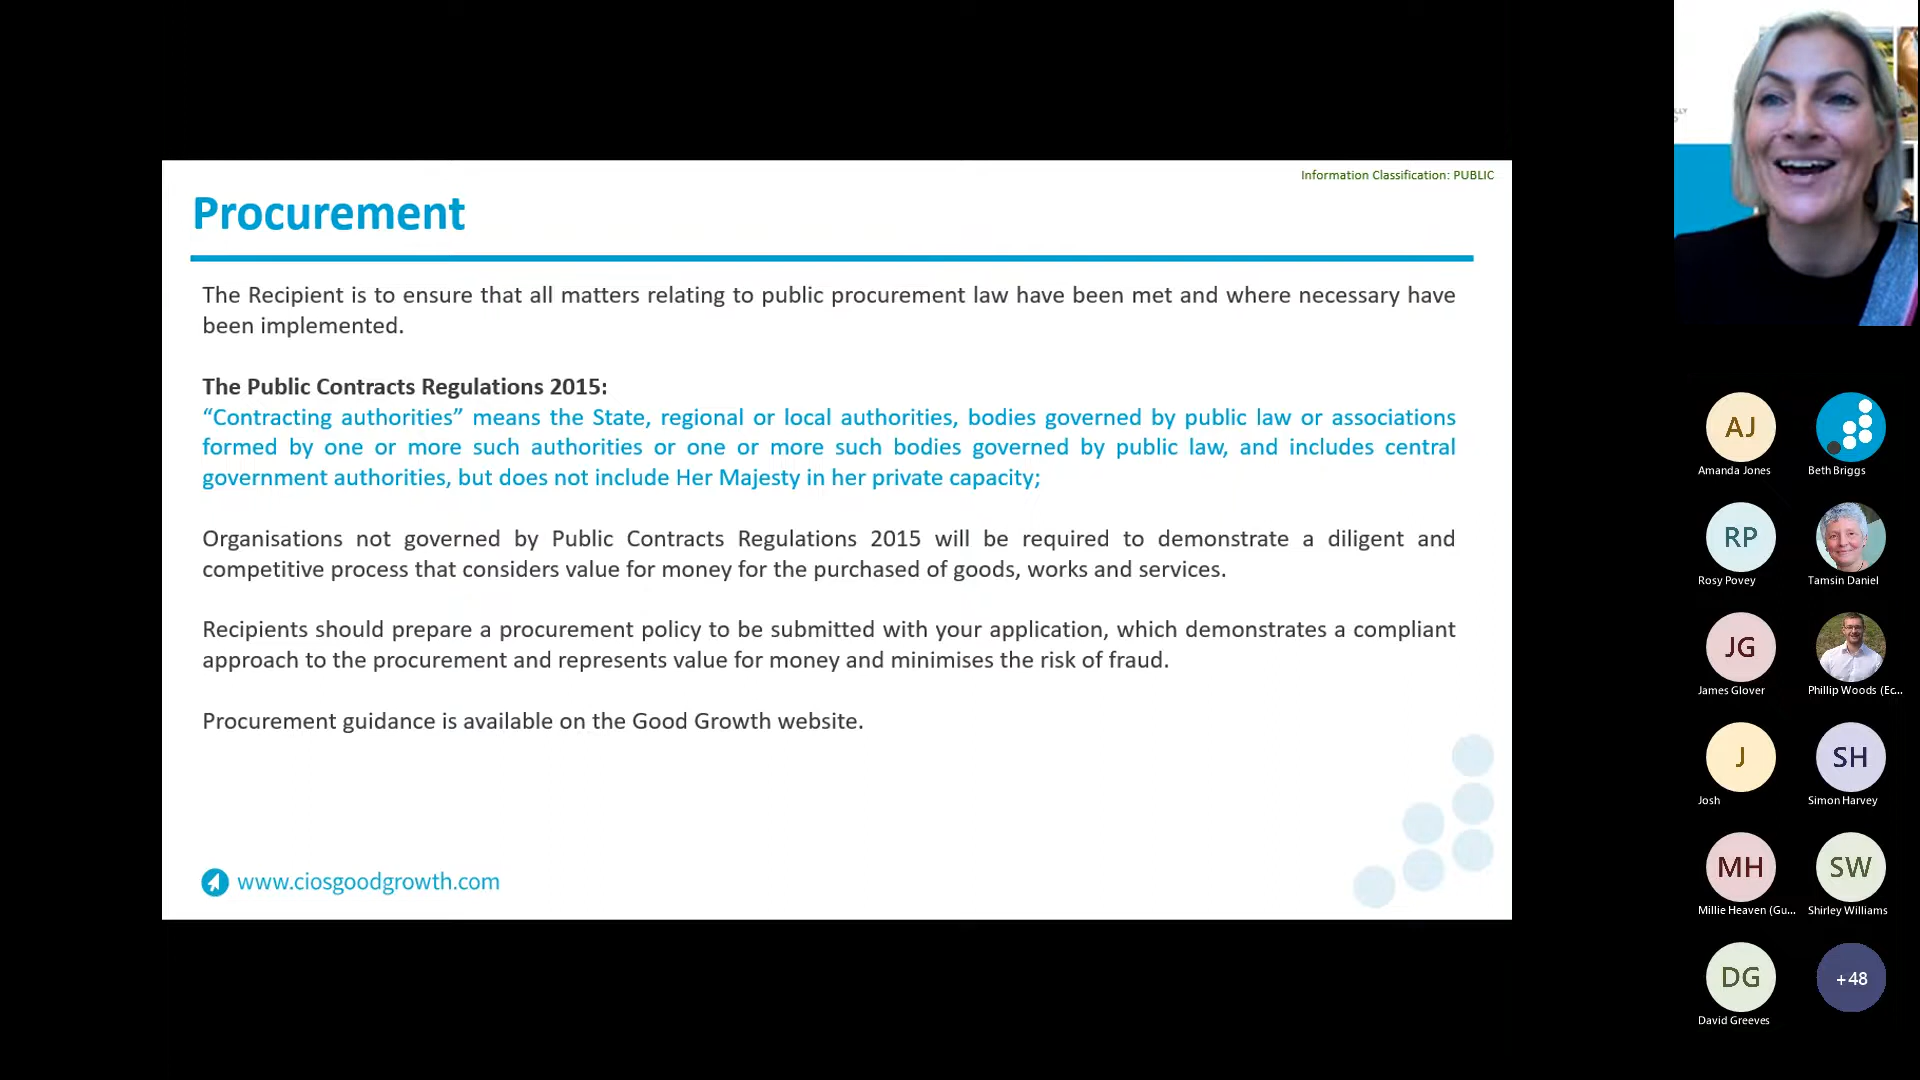 Information Classification: PUBLIC
Procurement
The Recipient is to ensure that all matters relating to public procurement law have been met and where necessary have
been implemented.
The Public Contracts Regulations 2015:
“Contracting authorities” means the State, regional or local authorities, bodies governed by public law or associations
formed by one or more such authorities or one or more such bodies governed by public law, and includes central
government authorities, but does not include Her Majesty in her private capacity;
Organisations not governed by Public Contracts Regulations 2015 will be required to demonstrate a diligent and
competitive process that considers value for money for the purchased of goods, works and services.
Recipients should prepare a procurement policy to be submitted with your application, which demonstrates a compliant
approach to the procurement and represents value for money and minimises the risk of fraud.
Procurement guidance is available on the Good Growth website.
www.ciosgoodgrowth.com
AJ
Amanda Jones
Beth Briggs
RP
Rosy Povey
Tamsin Daniel
JG
James Glover
Phillip Woods (Ec...
J
Josh
SH
Simon Harvey
MH
Millie Heaven (Gu...
SW
Shirley Williams
DG
David Greeves
+48